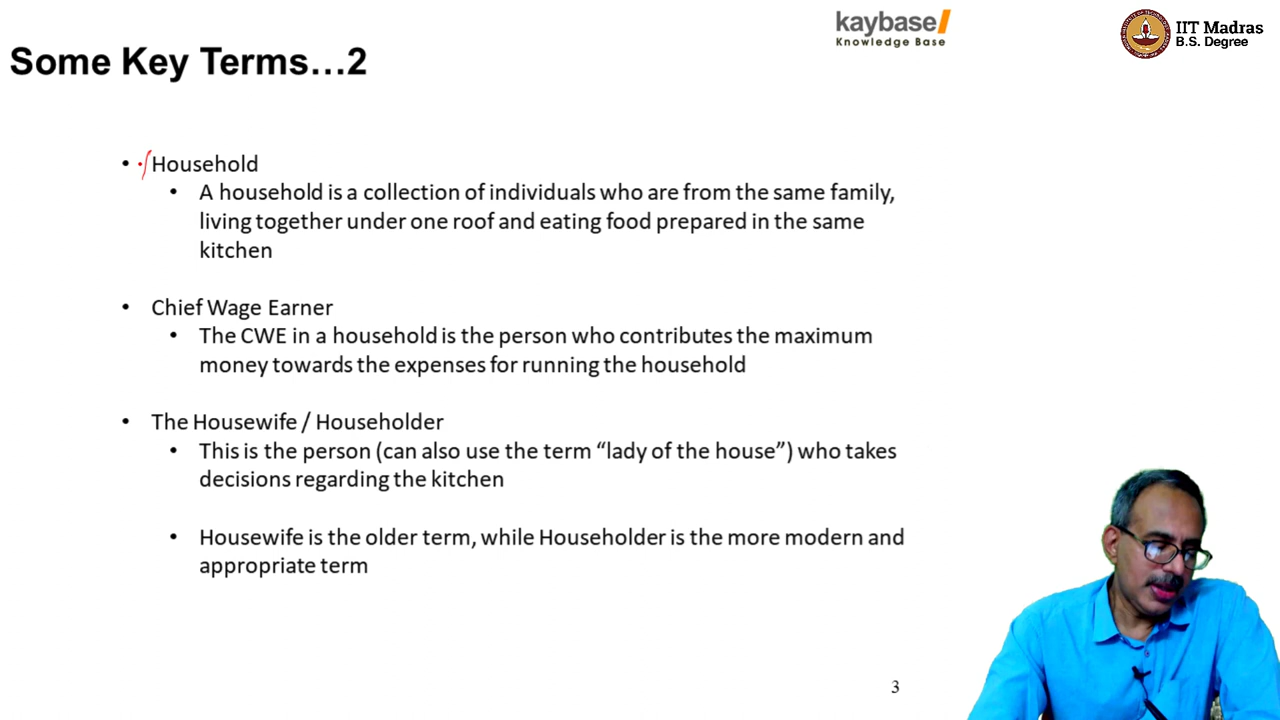 kaybase
Knowledge Base
IIT Madras
B.S. Degree
Some Key Terms...2
• Household
• A household is a collection of individuals who are from the same family,
living together under one roof and eating food prepared in the same
kitchen
• Chief Wage Earner
• The CWE in a household is the person who contributes the maximum
money towards the expenses for running the household
• The Housewife / Householder
• This is the person (can also use the term “lady of the house”) who takes
decisions regarding the kitchen
• Housewife is the older term, while Householder is the more modern and
appropriate term
3